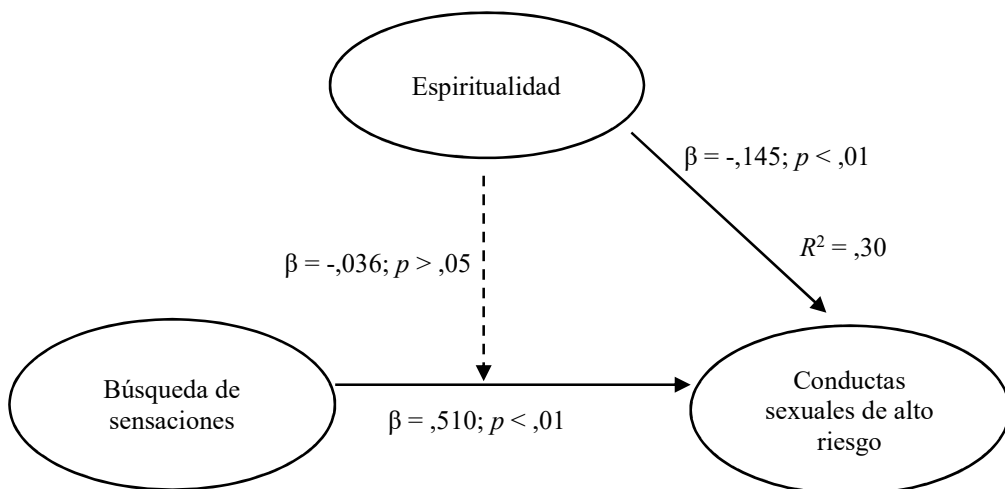 Espiritualidad
β = -,145; p < ,01
R² = ,30
β = -,036; p > ,05
Búsqueda de
sensaciones
β = ,510; p < ,01
Conductas
sexuales de alto
riesgo